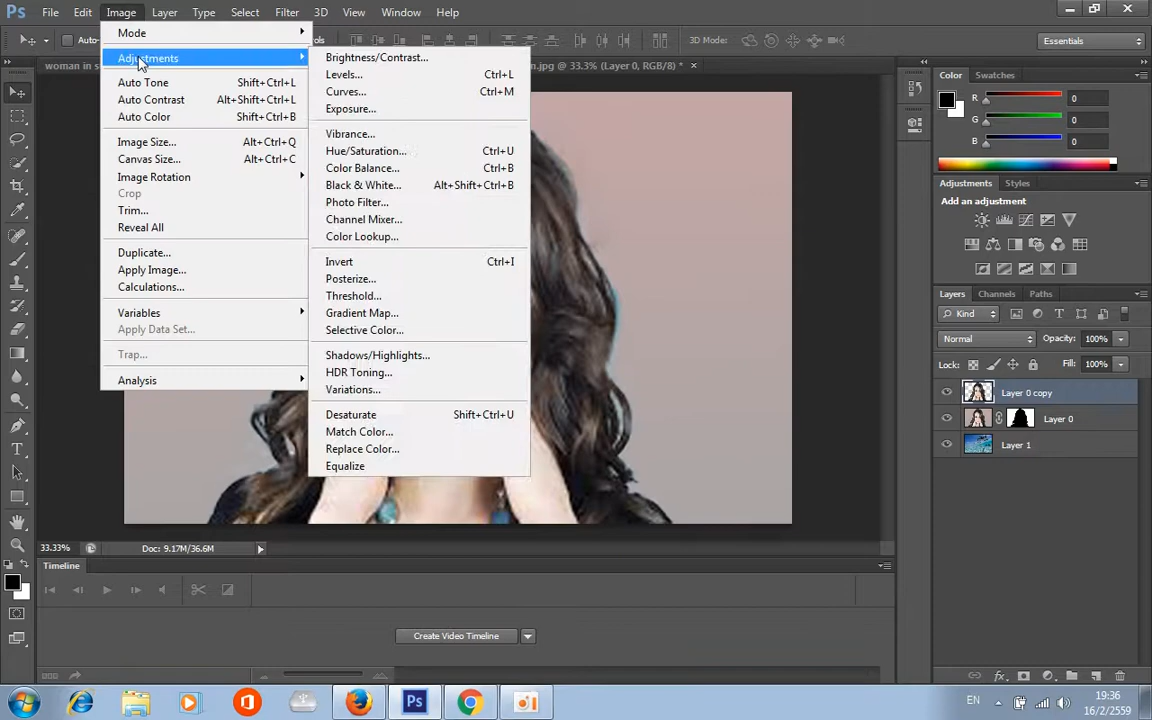 Ps File Edit Image Layer Type Select Filter 3D View Window Help
Auto-
3D Mode:
Essentials
woman in s
n.jpg @ 33.3% (Layer 0, RGB/8) *
Mode
Adjustments
Auto Tone Shift+Ctrl+L
Auto Contrast Alt+Shift+Ctrl+L
Auto Color Shift+Ctrl+B
Image Size... Alt+Ctrl+Q
Canvas Size... Alt+Ctrl+C
Image Rotation
Crop
Trim...
Reveal All
Duplicate...
Apply Image...
Calculations...
Variables
Apply Data Set...
Trap...
Analysis
Brightness/Contrast...
Levels... Ctrl+L
Curves... Ctrl+M
Exposure...
Vibrance...
Hue/Saturation... Ctrl+U
Color Balance... Ctrl+B
Black & White... Alt+Shift+Ctrl+B
Photo Filter...
Channel Mixer...
Color Lookup...
Invert Ctrl+I
Posterize...
Threshold...
Gradient Map...
Selective Color...
Shadows/Highlights...
HDR Toning...
Variations...
Desaturate Shift+Ctrl+U
Match Color...
Replace Color...
Equalize
Color Swatches
R 0
G 0
B 0
Adjustments Styles
Add an adjustment
Layers Channels Paths
Kind
Normal Opacity: 100%
Lock: Fill: 100%
Layer 0 copy
Layer 0
Layer 1
33.33% Doc: 9.17M/36.6M
Timeline
Create Video Timeline
Ps
EN
19:36
16/2/2559